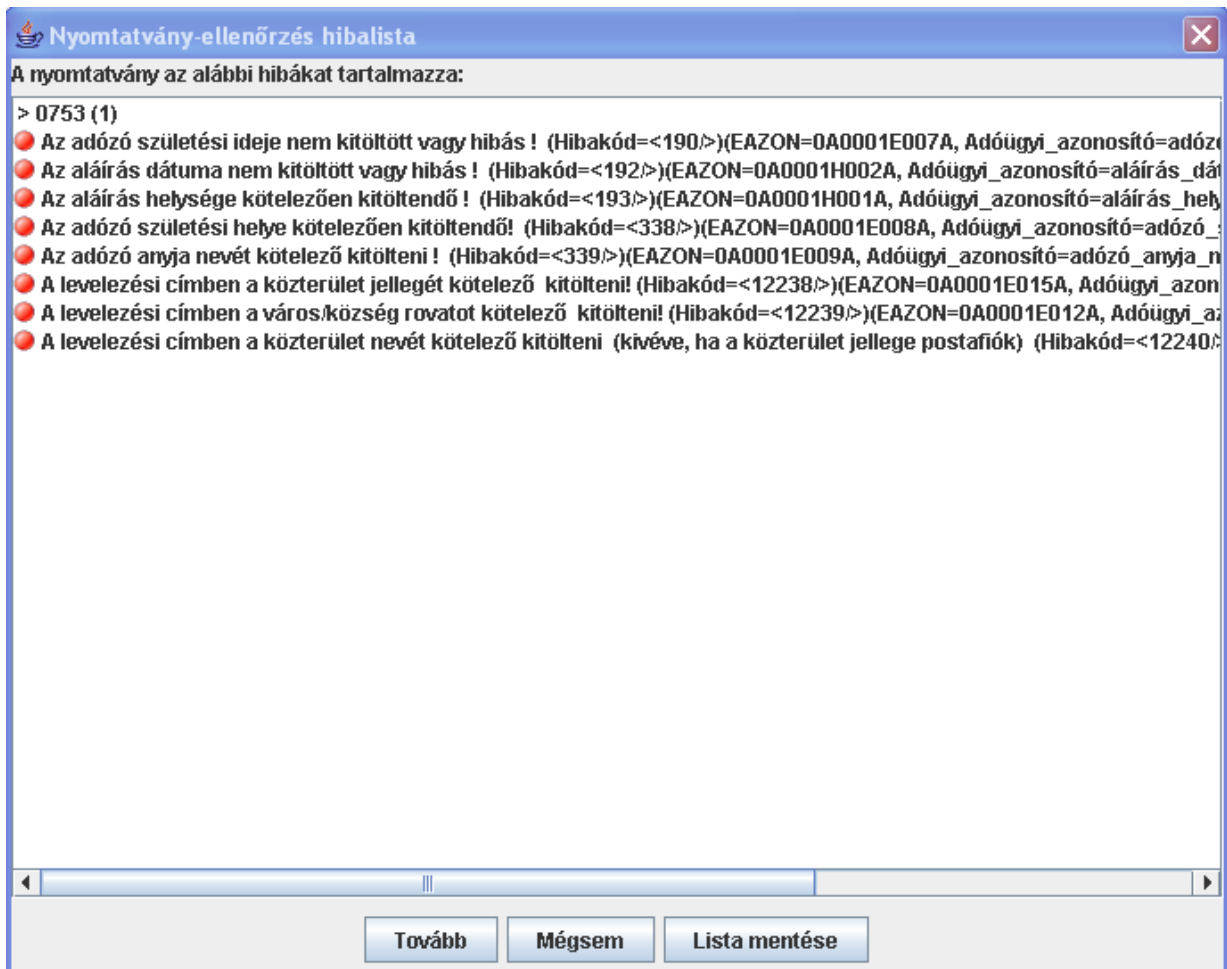 Nyomtatvány-ellenőrzés hibalista
A nyomtatvány az alábbi hibákat tartalmazza:
> 0753 (1)
Az adózó születési ideje nem kitöltött vagy hibás ! (Hibakód=<190/>)(EAZON=0A0001E007A, Adóügyi_azonosító=adózó
Az aláírás dátuma nem kitöltött vagy hibás ! (Hibakód=<192/>)(EAZON=0A0001H002A, Adóügyi_azonosító=aláírás_dát
Az aláírás helysége kötelezően kitöltendő ! (Hibakód=<193/>)(EAZON=0A0001H001A, Adóügyi_azonosító=aláírás_hely
Az adózó születési helye kötelezően kitöltendő! (Hibakód=<338/>)(EAZON=0A0001E008A, Adóügyi_azonosító=adózó_s
Az adózó anyja nevét kötelező kitölteni ! (Hibakód=<339/>)(EAZON=0A0001E009A, Adóügyi_azonosító=adózó_anyja_n
A levelezési címben a közterület jellegét kötelező kitölteni! (Hibakód=<12238/>)(EAZON=0A0001E015A, Adóügyi_azon
A levelezési címben a város/község rovatot kötelező kitölteni! (Hibakód=<12239/>)(EAZON=0A0001E012A, Adóügyi_az
A levelezési címben a közterület nevét kötelező kitölteni (kivéve, ha a közterület jellege postafiók) (Hibakód=<12240/>
Tovább Mégsem Lista mentése